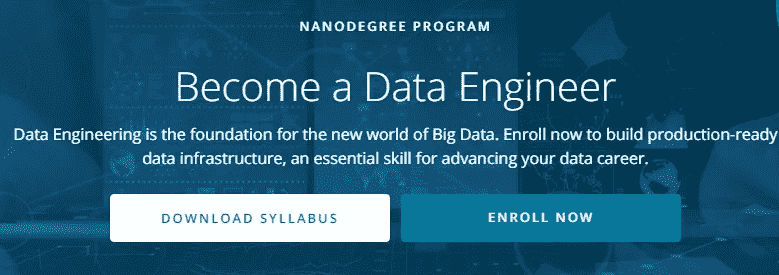 NANODEGREE PROGRAM
Become a Data Engineer
Data Engineering is the foundation for the new world of Big Data. Enroll now to build production-ready
data infrastructure, an essential skill for advancing your data career.
DOWNLOAD SYLLABUS
ENROLL NOW